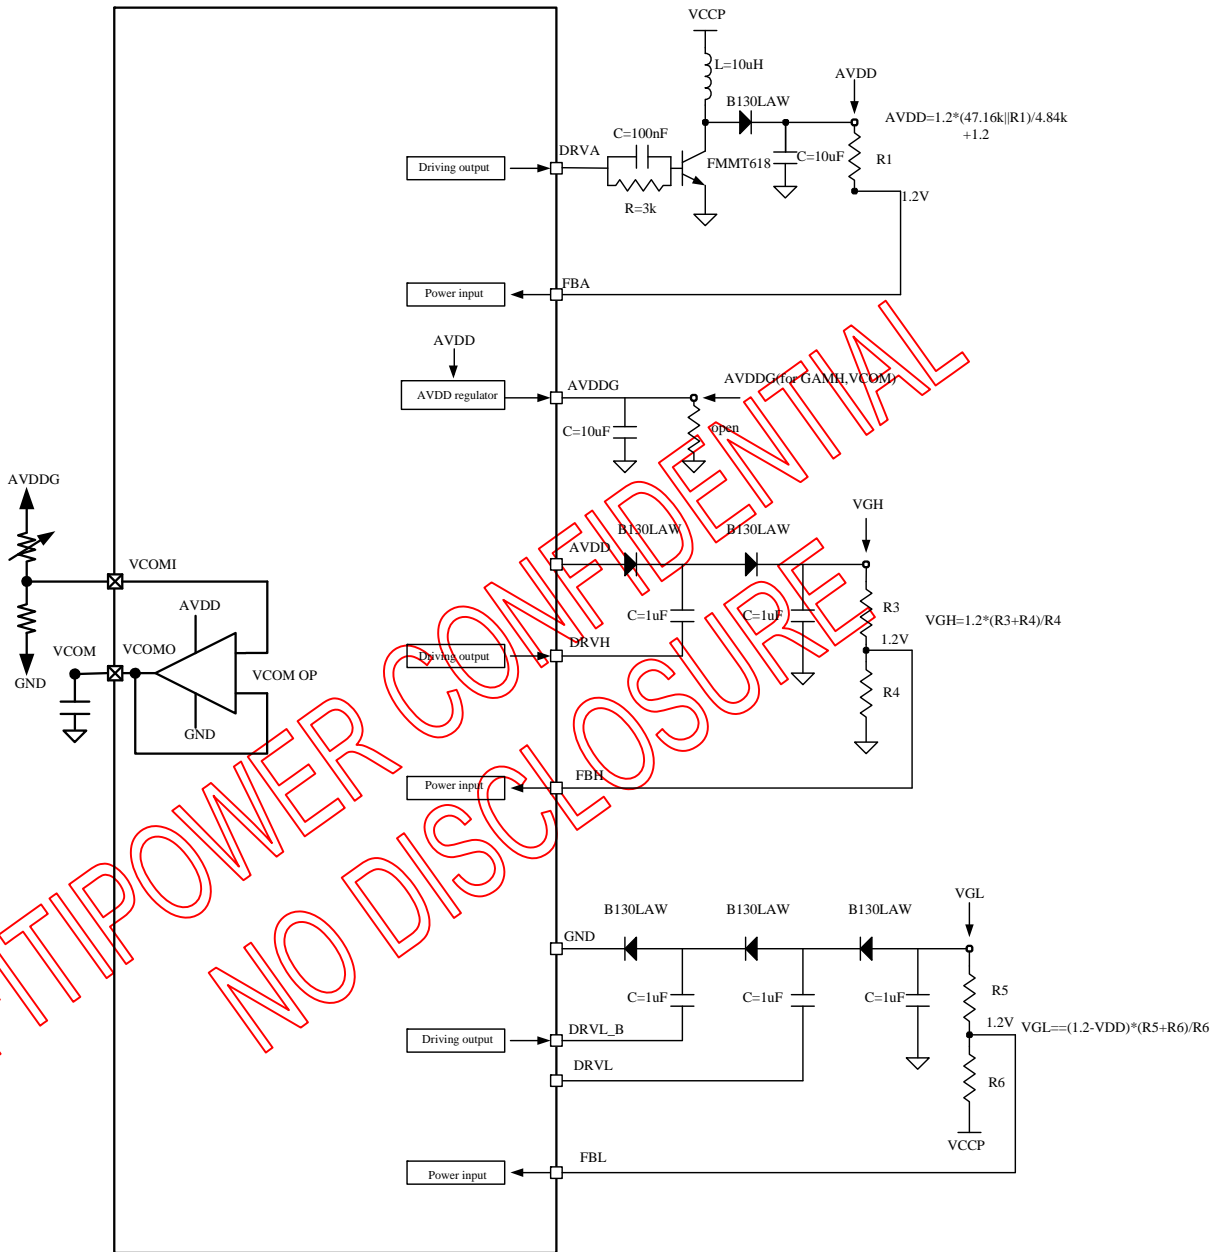 VCCP
L=10uH
B130LAW
AVDD
AVDD=1.2*(47.16k||R1)/4.84k
+1.2
C=100nF
DRVA
Driving output
FMMT618
C=10uF
R1
R=3k
1.2V
FBA
Power input
AVDD
AVDD regulator
AVDDG
AVDDG(for GAMH,VCOM)
C=10uF
open
AVDDG
VCOMI
AVDD
VCOM
VCOMO
VCOM OP
GND
GND
VGH
B130LAW
B130LAW
AVDD
C=1uF
C=1uF
R3
VGH=1.2*(R3+R4)/R4
DRVH
Driving output
1.2V
R4
FBH
Power input
VGL
B130LAW
B130LAW
B130LAW
GND
C=1uF
C=1uF
C=1uF
R5
1.2V
VGL==(1.2-VDD)*(R5+R6)/R6
Driving output
DRVL_B
DRVL
R6
VCCP
FBL
Power input
TIPOWER CONFIDENTIAL
NO DISCLOSURE